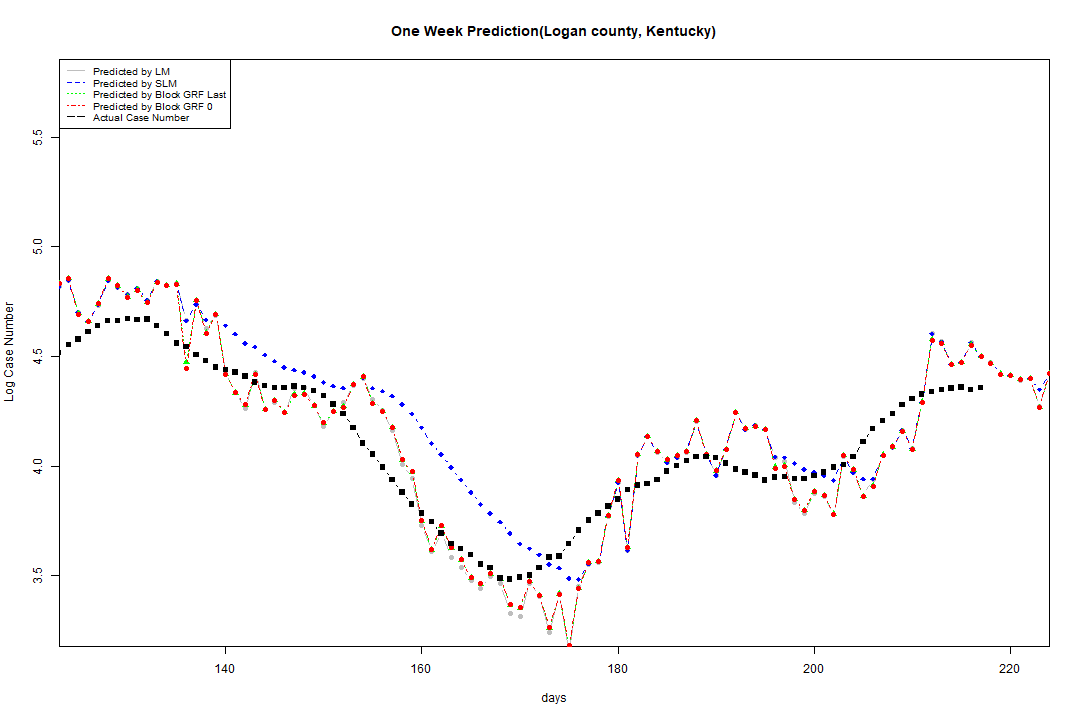 One Week Prediction(Logan county, Kentucky)
Predicted by LM
Predicted by SLM
Predicted by Block GRF Last
Predicted by Block GRF 0
Actual Case Number
5.5
5.0
4.5
4.0
3.5
Log Case Number
140
160
180
200
220
days